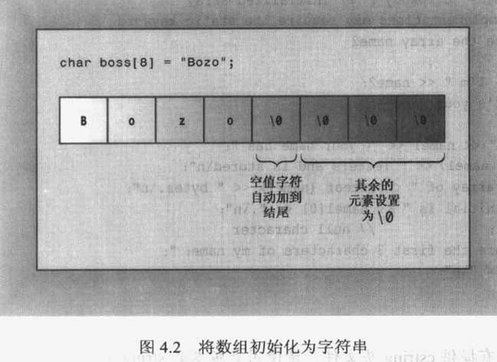 char boss[8] = "Bozo";
B o z o \0 \0 \0 \0
空值字符 其余的
自动加到 元素设置
结尾 为 \0
图 4.2 将数组初始化为字符串